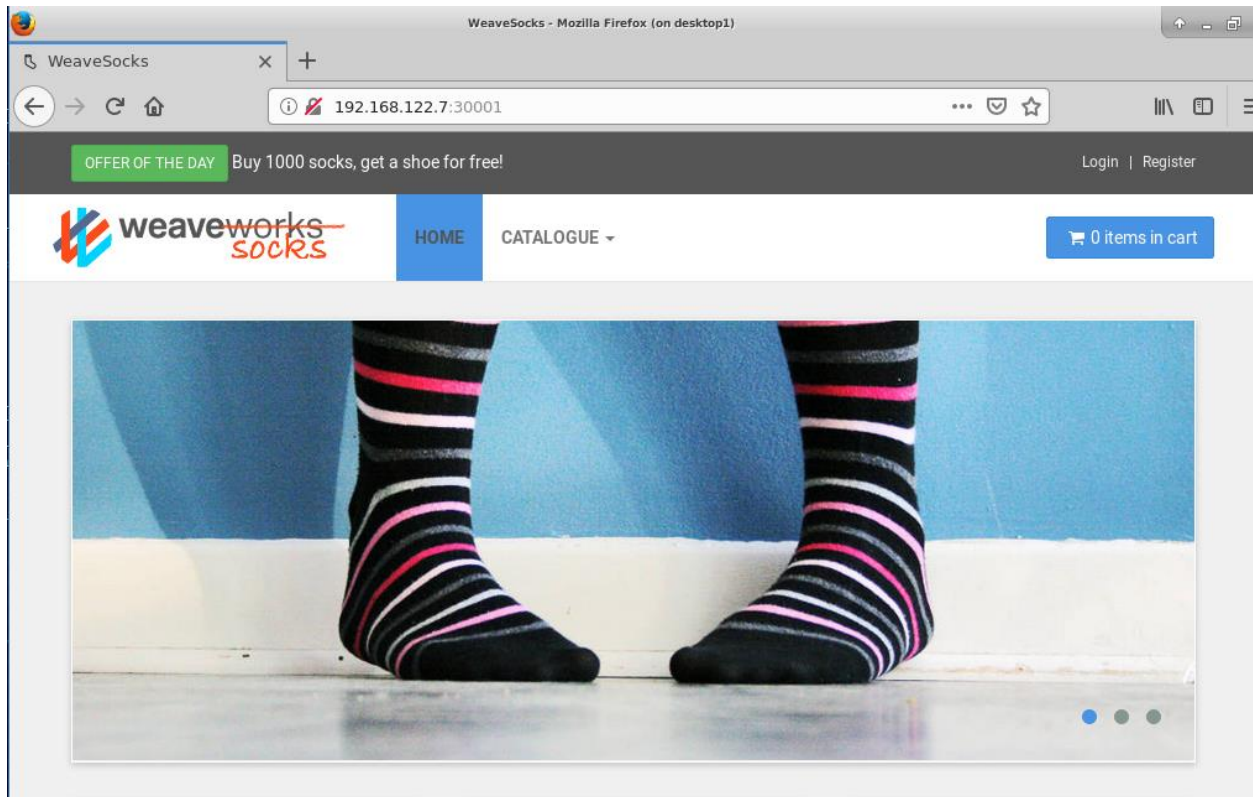 WeaveSocks - Mozilla Firefox (on desktop1)
WeaveSocks
192.168.122.7:30001
OFFER OF THE DAY Buy 1000 socks, get a shoe for free! Login | Register
weaveworks socks HOME CATALOGUE 0 items in cart